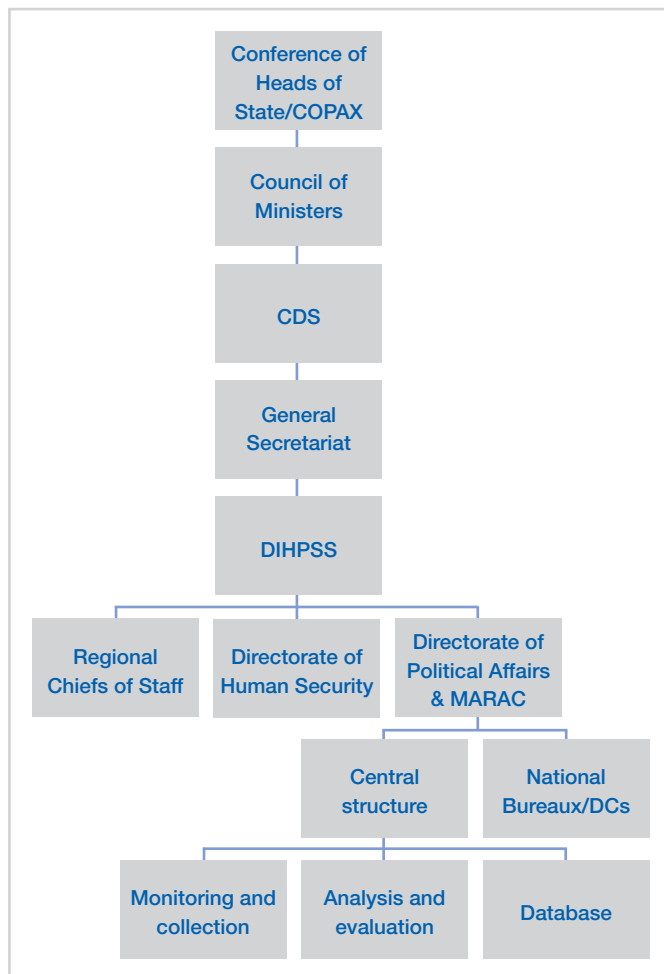 Conference of
Heads of
State/COPAX
Council of
Ministers
CDS
General
Secretariat
DIHPSS
Regional
Chiefs of Staff
Directorate of
Human Security
Directorate of
Political Affairs
& MARAC
Central
structure
National
Bureaux/DCs
Monitoring and
collection
Analysis and
evaluation
Database